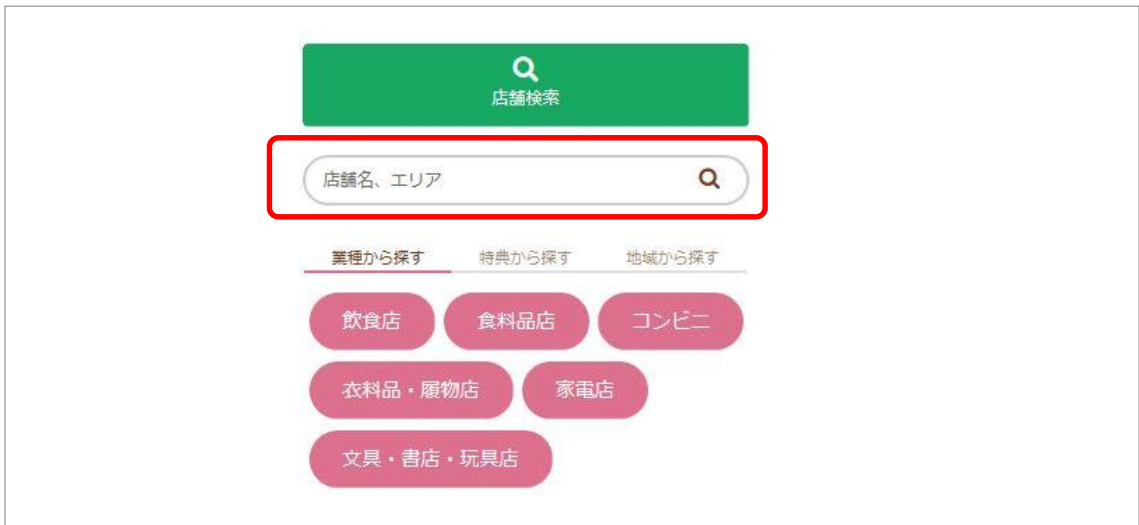 店舗検索
店舗名、エリア
業種から探す 特典から探す 地域から探す
飲食店 食料品店 コンビニ
衣料品・履物店 家電店
文具・書店・玩具店